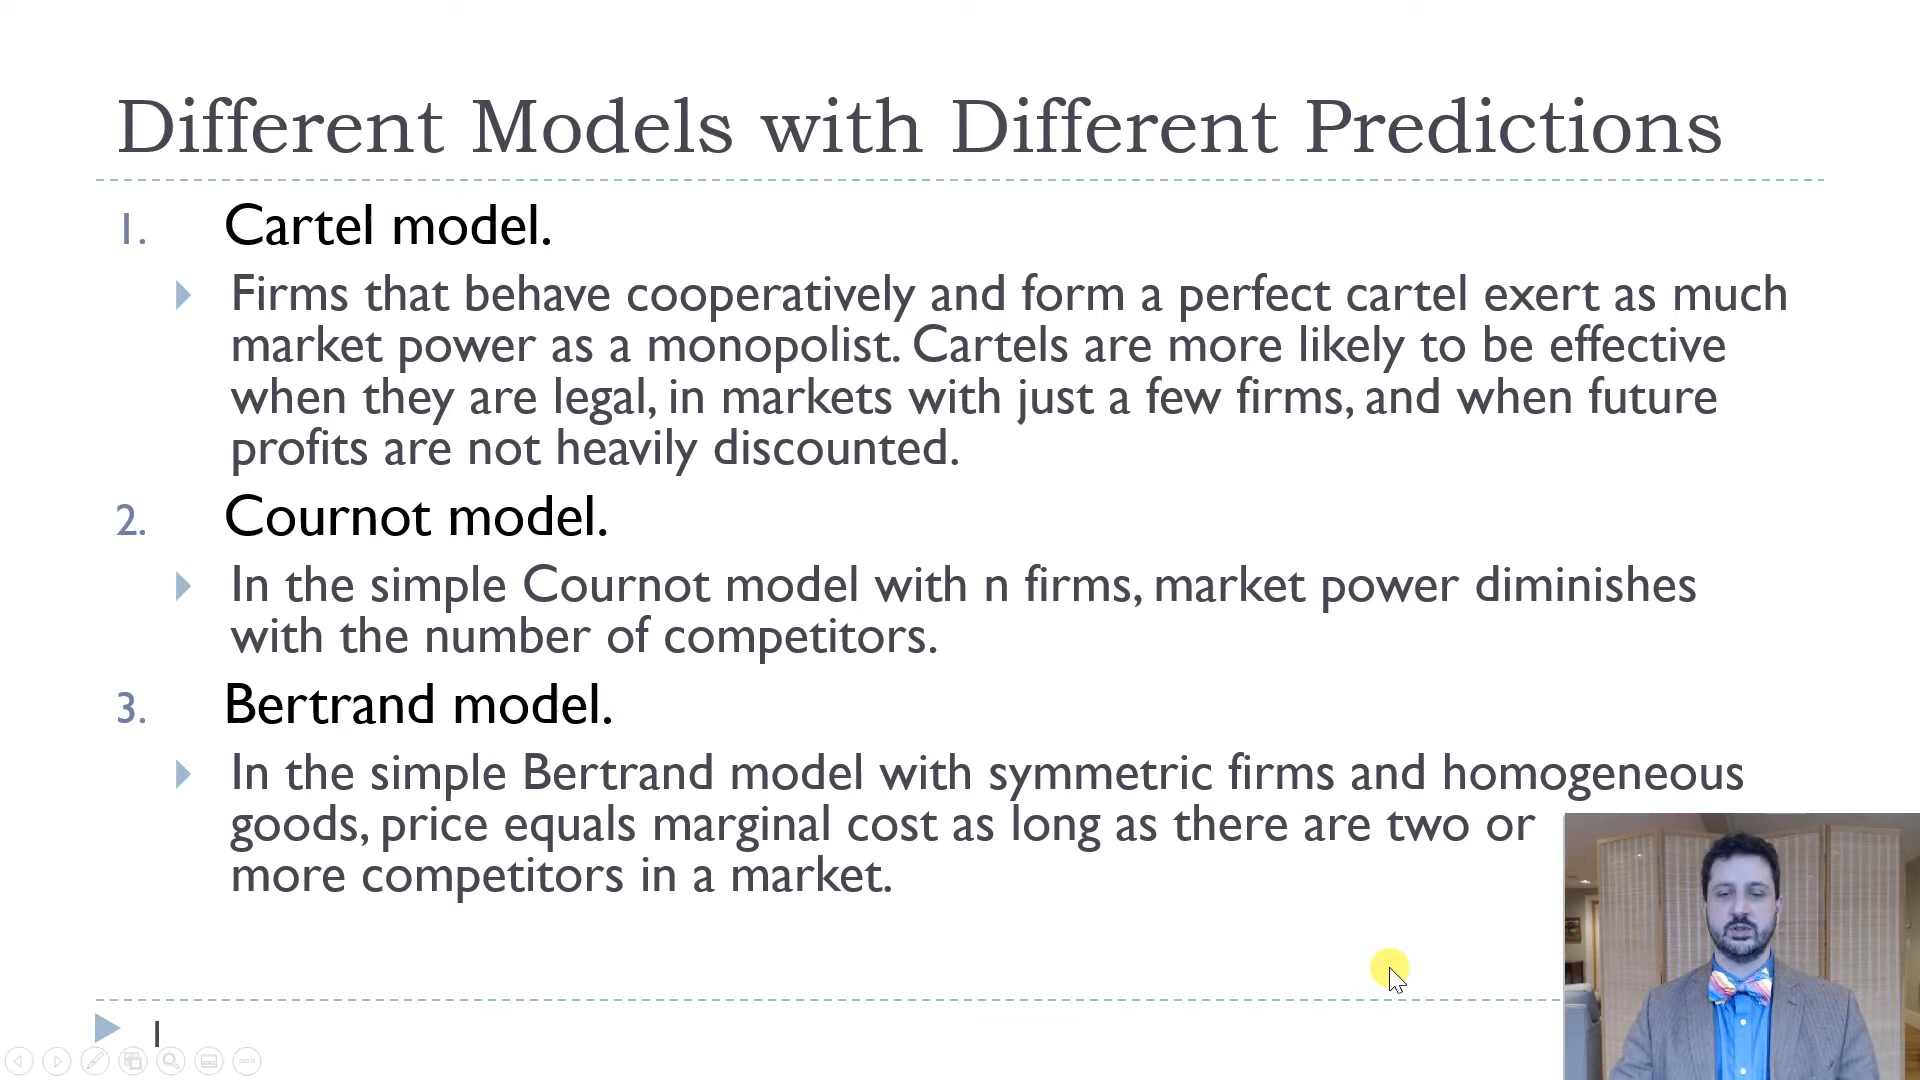 Different Models with Different Predictions
1. Cartel model.
Firms that behave cooperatively and form a perfect cartel exert as much
market power as a monopolist. Cartels are more likely to be effective
when they are legal, in markets with just a few firms, and when future
profits are not heavily discounted.
2. Cournot model.
In the simple Cournot model with n firms, market power diminishes
with the number of competitors.
3. Bertrand model.
In the simple Bertrand model with symmetric firms and homogeneous
goods, price equals marginal cost as long as there are two or
more competitors in a market.
1